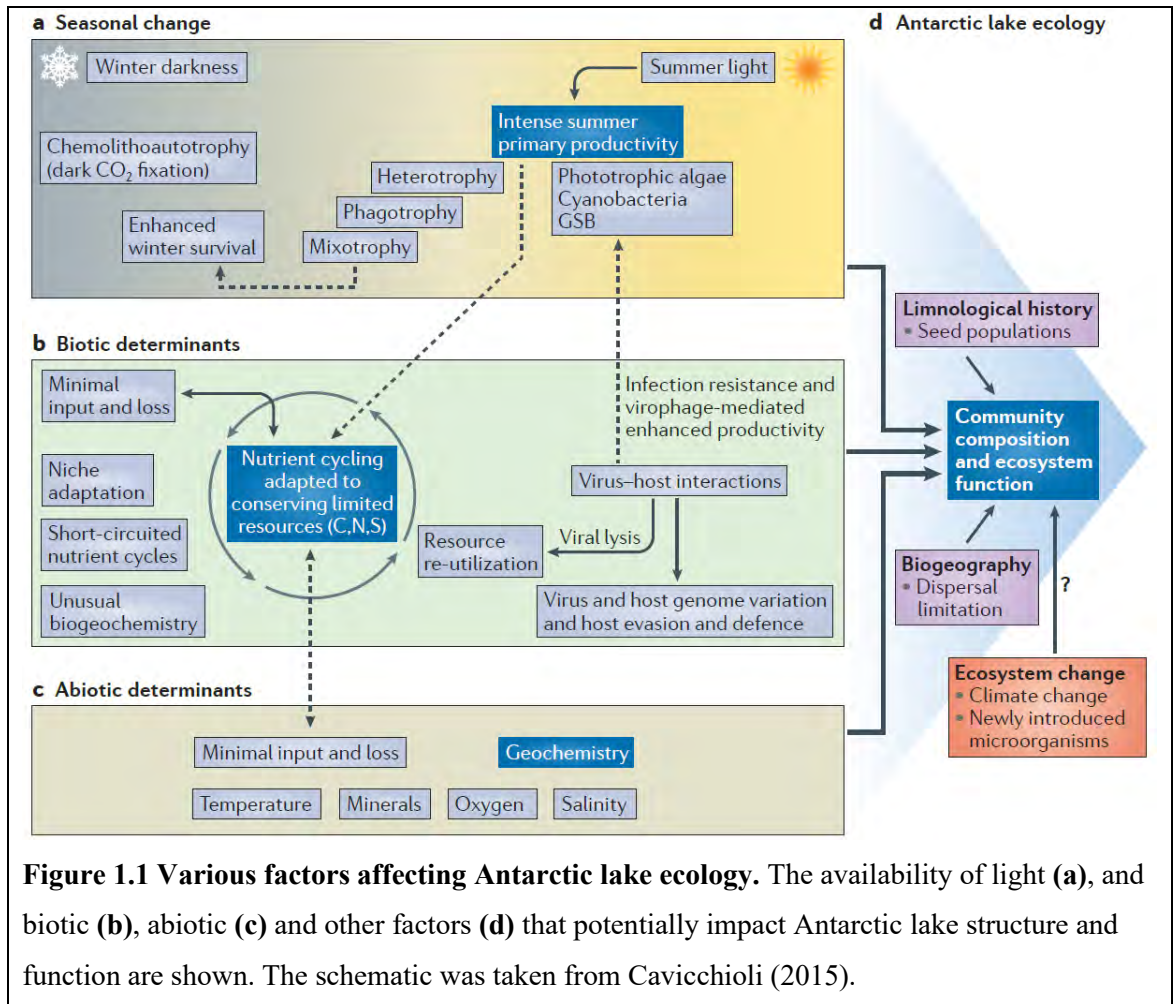 a Seasonal change
d Antarctic lake ecology
Winter darkness
Summer light
Intense summer
primary productivity
Chemolithoautotrophy
(dark CO₂ fixation)
Heterotrophy
Phototrophic algae
Cyanobacteria
GSB
Phagotrophy
Enhanced
winter survival
Mixotrophy
Limnological history
• Seed populations
b Biotic determinants
Minimal
input and loss
Infection resistance and
virophage-mediated
enhanced productivity
Community
composition
and ecosystem
function
Nutrient cycling
adapted to
conserving limited
resources (C,N,S)
Niche
adaptation
Virus–host interactions
Short-circuited
nutrient cycles
Viral lysis
Resource
re-utilization
Biogeography
• Dispersal
limitation
?
Unusual
biogeochemistry
Virus and host genome variation
and host evasion and defence
Ecosystem change
• Climate change
• Newly introduced
microorganisms
c Abiotic determinants
Minimal input and loss
Geochemistry
Temperature
Minerals
Oxygen
Salinity
Figure 1.1 Various factors affecting Antarctic lake ecology. The availability of light (a), and
biotic (b), abiotic (c) and other factors (d) that potentially impact Antarctic lake structure and
function are shown. The schematic was taken from Cavicchioli (2015).